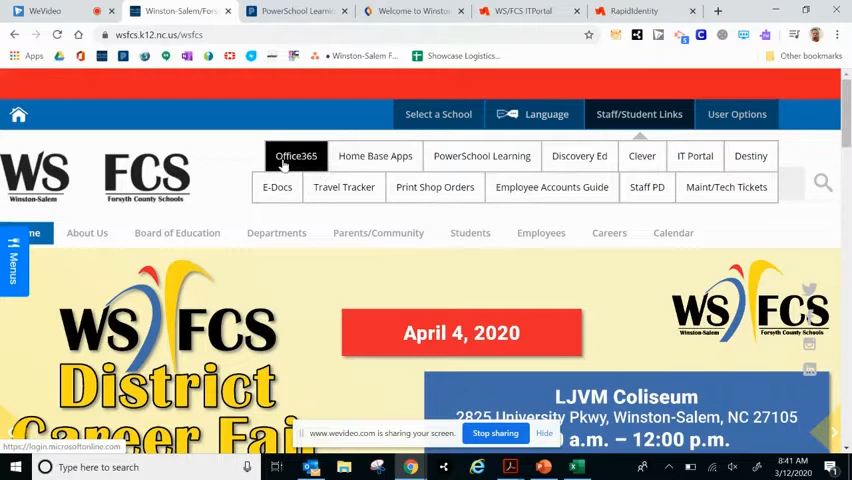 WeVideo
Winston-Salem/Fors
PowerSchool Learni
Welcome to Winsto
WS/FCS ITPortal
RapidIdentity
wsfcs.k12.nc.us/wsfcs
Apps
Winston-Salem F...
Showcase Logistics...
Other bookmarks
Select a School
Language
Staff/Student Links
User Options
Office365
Home Base Apps
PowerSchool Learning
Discovery Ed
Clever
IT Portal
Destiny
E-Docs
Travel Tracker
Print Shop Orders
Employee Accounts Guide
Staff PD
Maint/Tech Tickets
WS FCS
Winston-Salem Forsyth County Schools
me
About Us
Board of Education
Departments
Parents/Community
Students
Employees
Careers
Calendar
Menus
WS FCS
District
Career Fair
April 4, 2020
WS FCS
Winston-Salem Forsyth County Schools
LJVM Coliseum
2825 University Pkwy, Winston-Salem, NC 27105
a.m. – 12:00 p.m.
www.wevideo.com is sharing your screen.
Stop sharing
Hide
https://login.microsoftonline.com
Type here to search
8:41 AM
3/12/2020
1